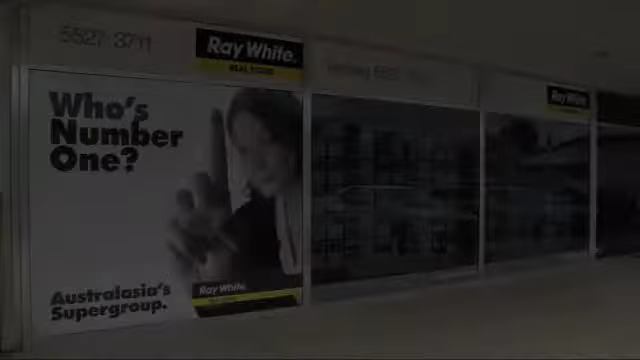 5527-3711
Ray White.
REAL ESTATE
Ray White.
Who's
Number
One?
Australasia's
Supergroup.
Ray White.